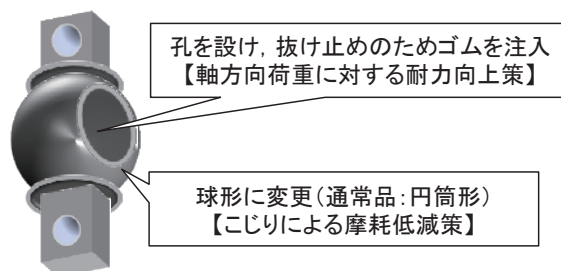 孔を設け，抜け止めのためゴムを注入
【軸方向荷重に対する耐力向上策】
球形に変更（通常品：円筒形）
【こじりによる摩耗低減策】